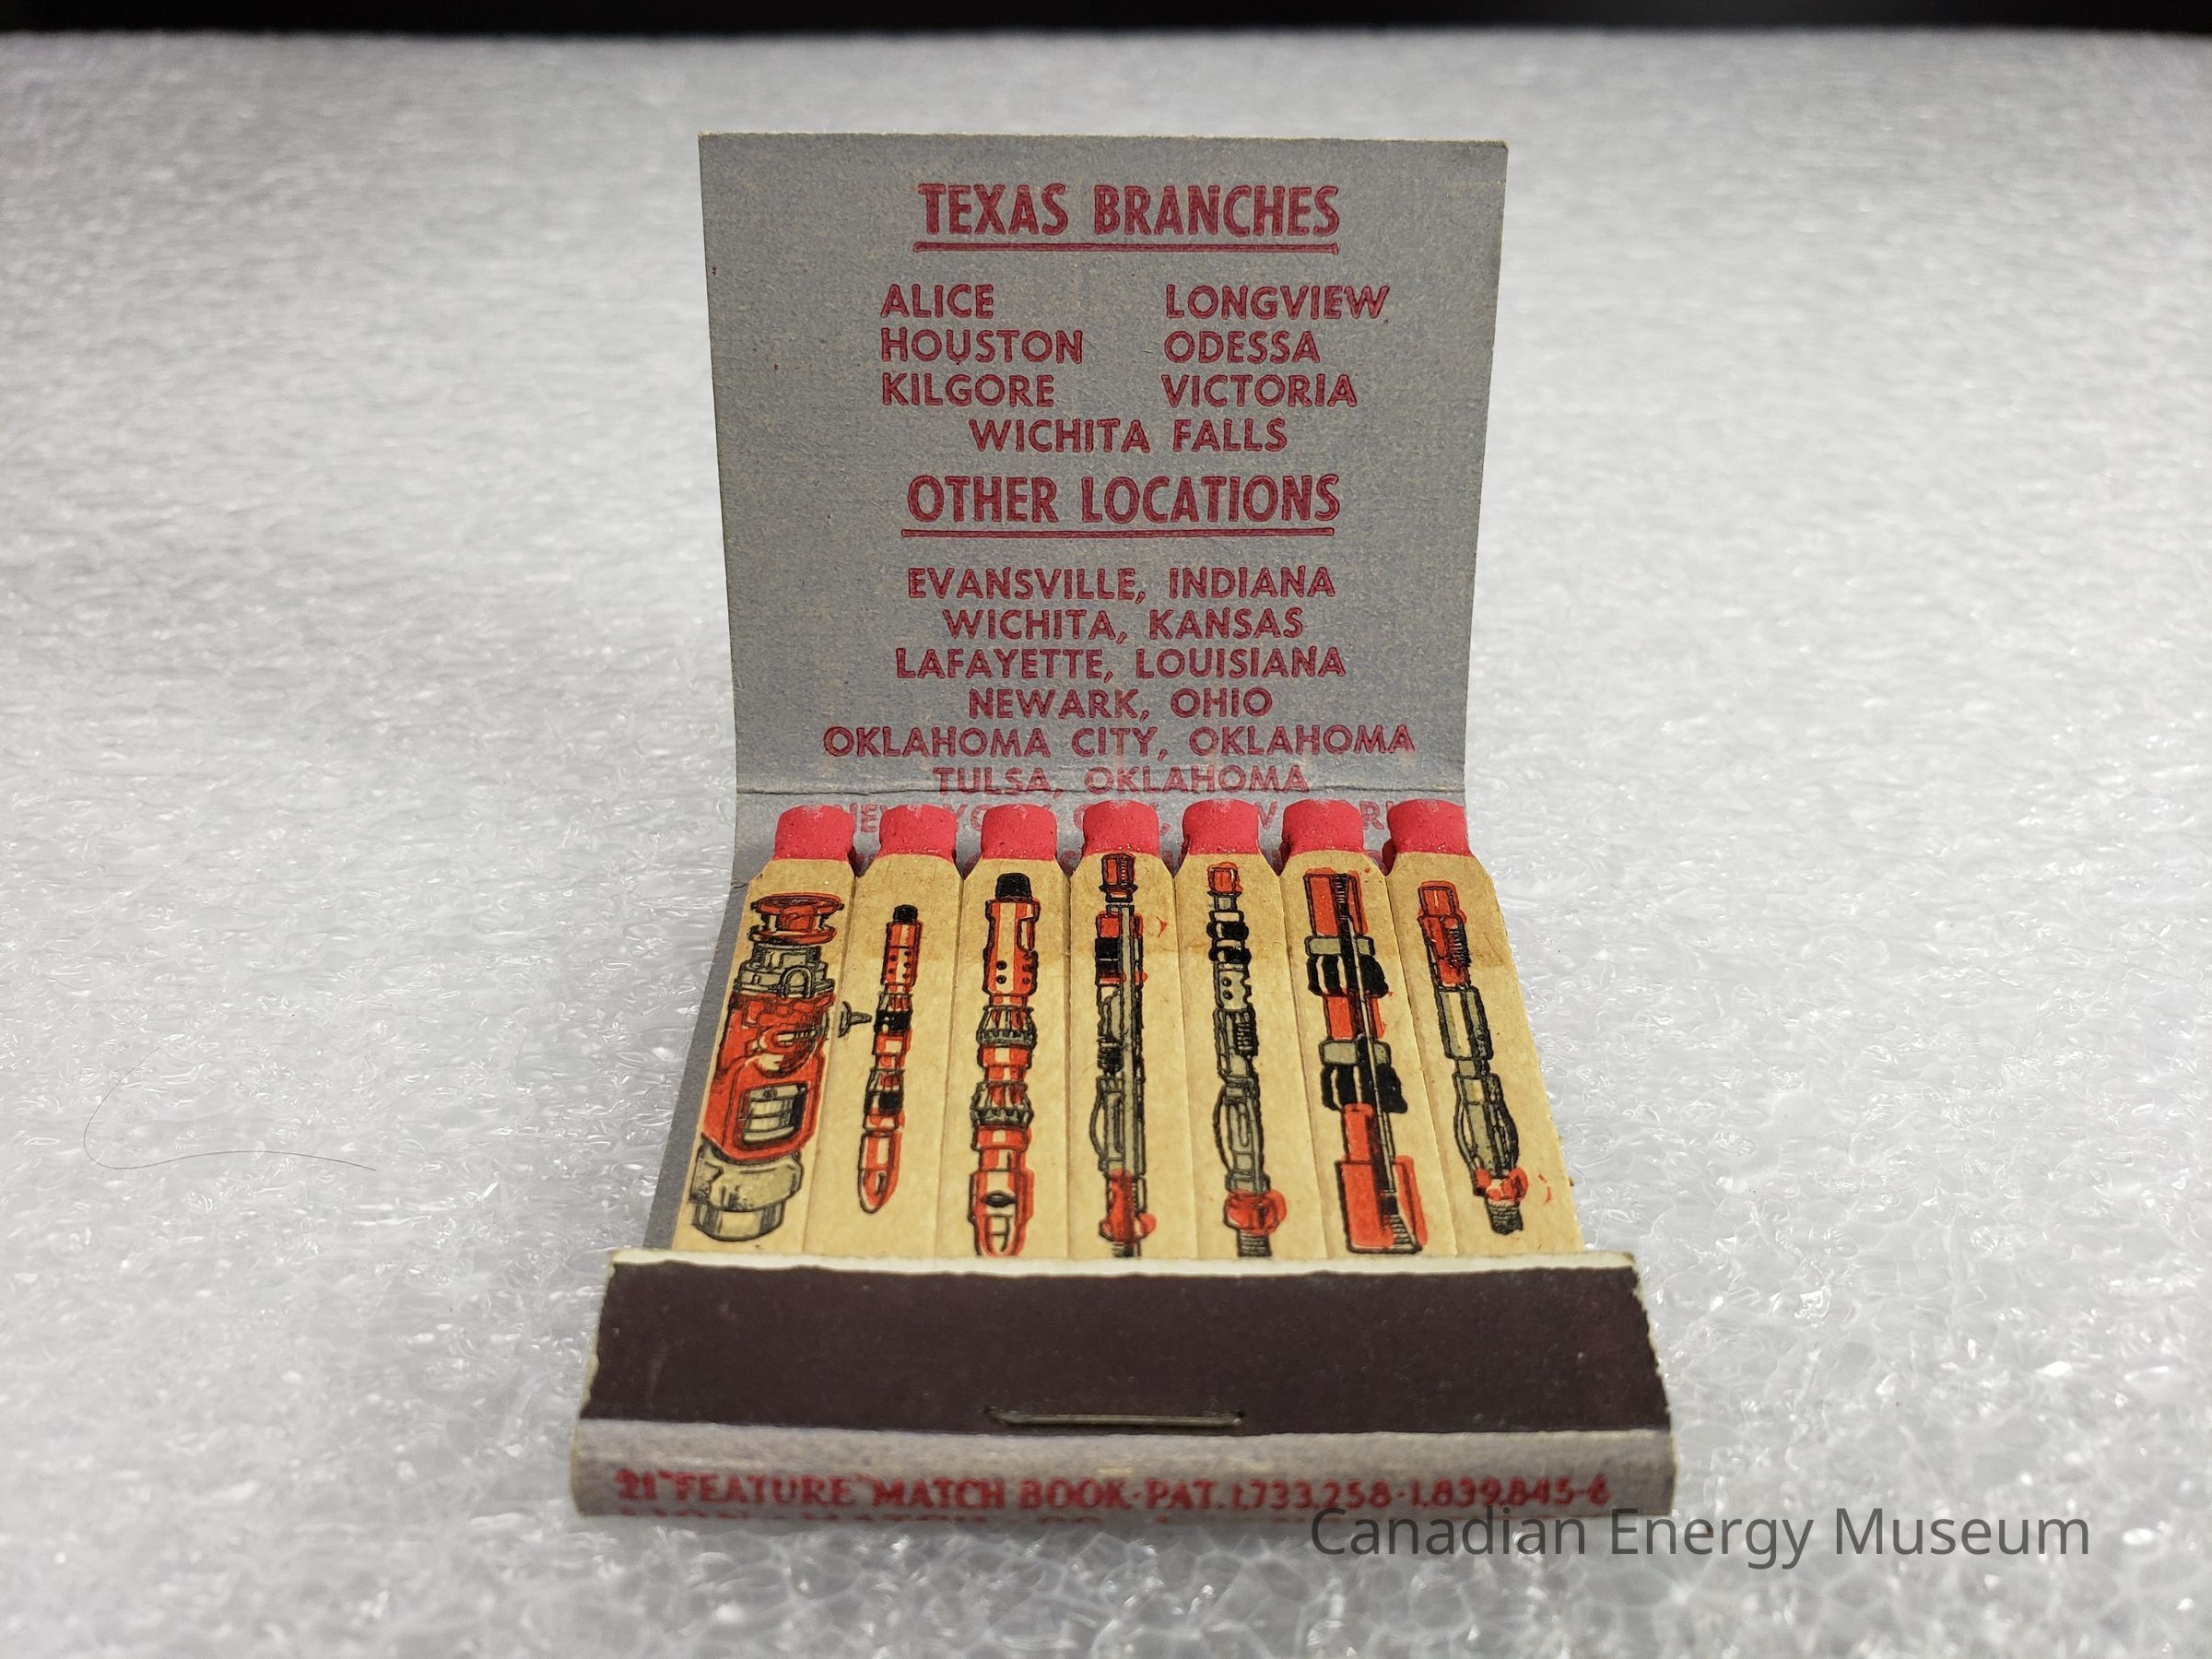 TEXAS BRANCHES
ALICE LONGVIEW
HOUSTON ODESSA
KILGORE VICTORIA
WICHITA FALLS
OTHER LOCATIONS
EVANSVILLE, INDIANA
WICHITA, KANSAS
LAFAYETTE, LOUISIANA
NEWARK, OHIO
OKLAHOMA CITY, OKLAHOMA
TULSA, OKLAHOMA
21 "FEATURE" MATCH BOOK·PAT. 1,733,258·1,839,845-6
MATCH CO.
Canadian Energy Museum